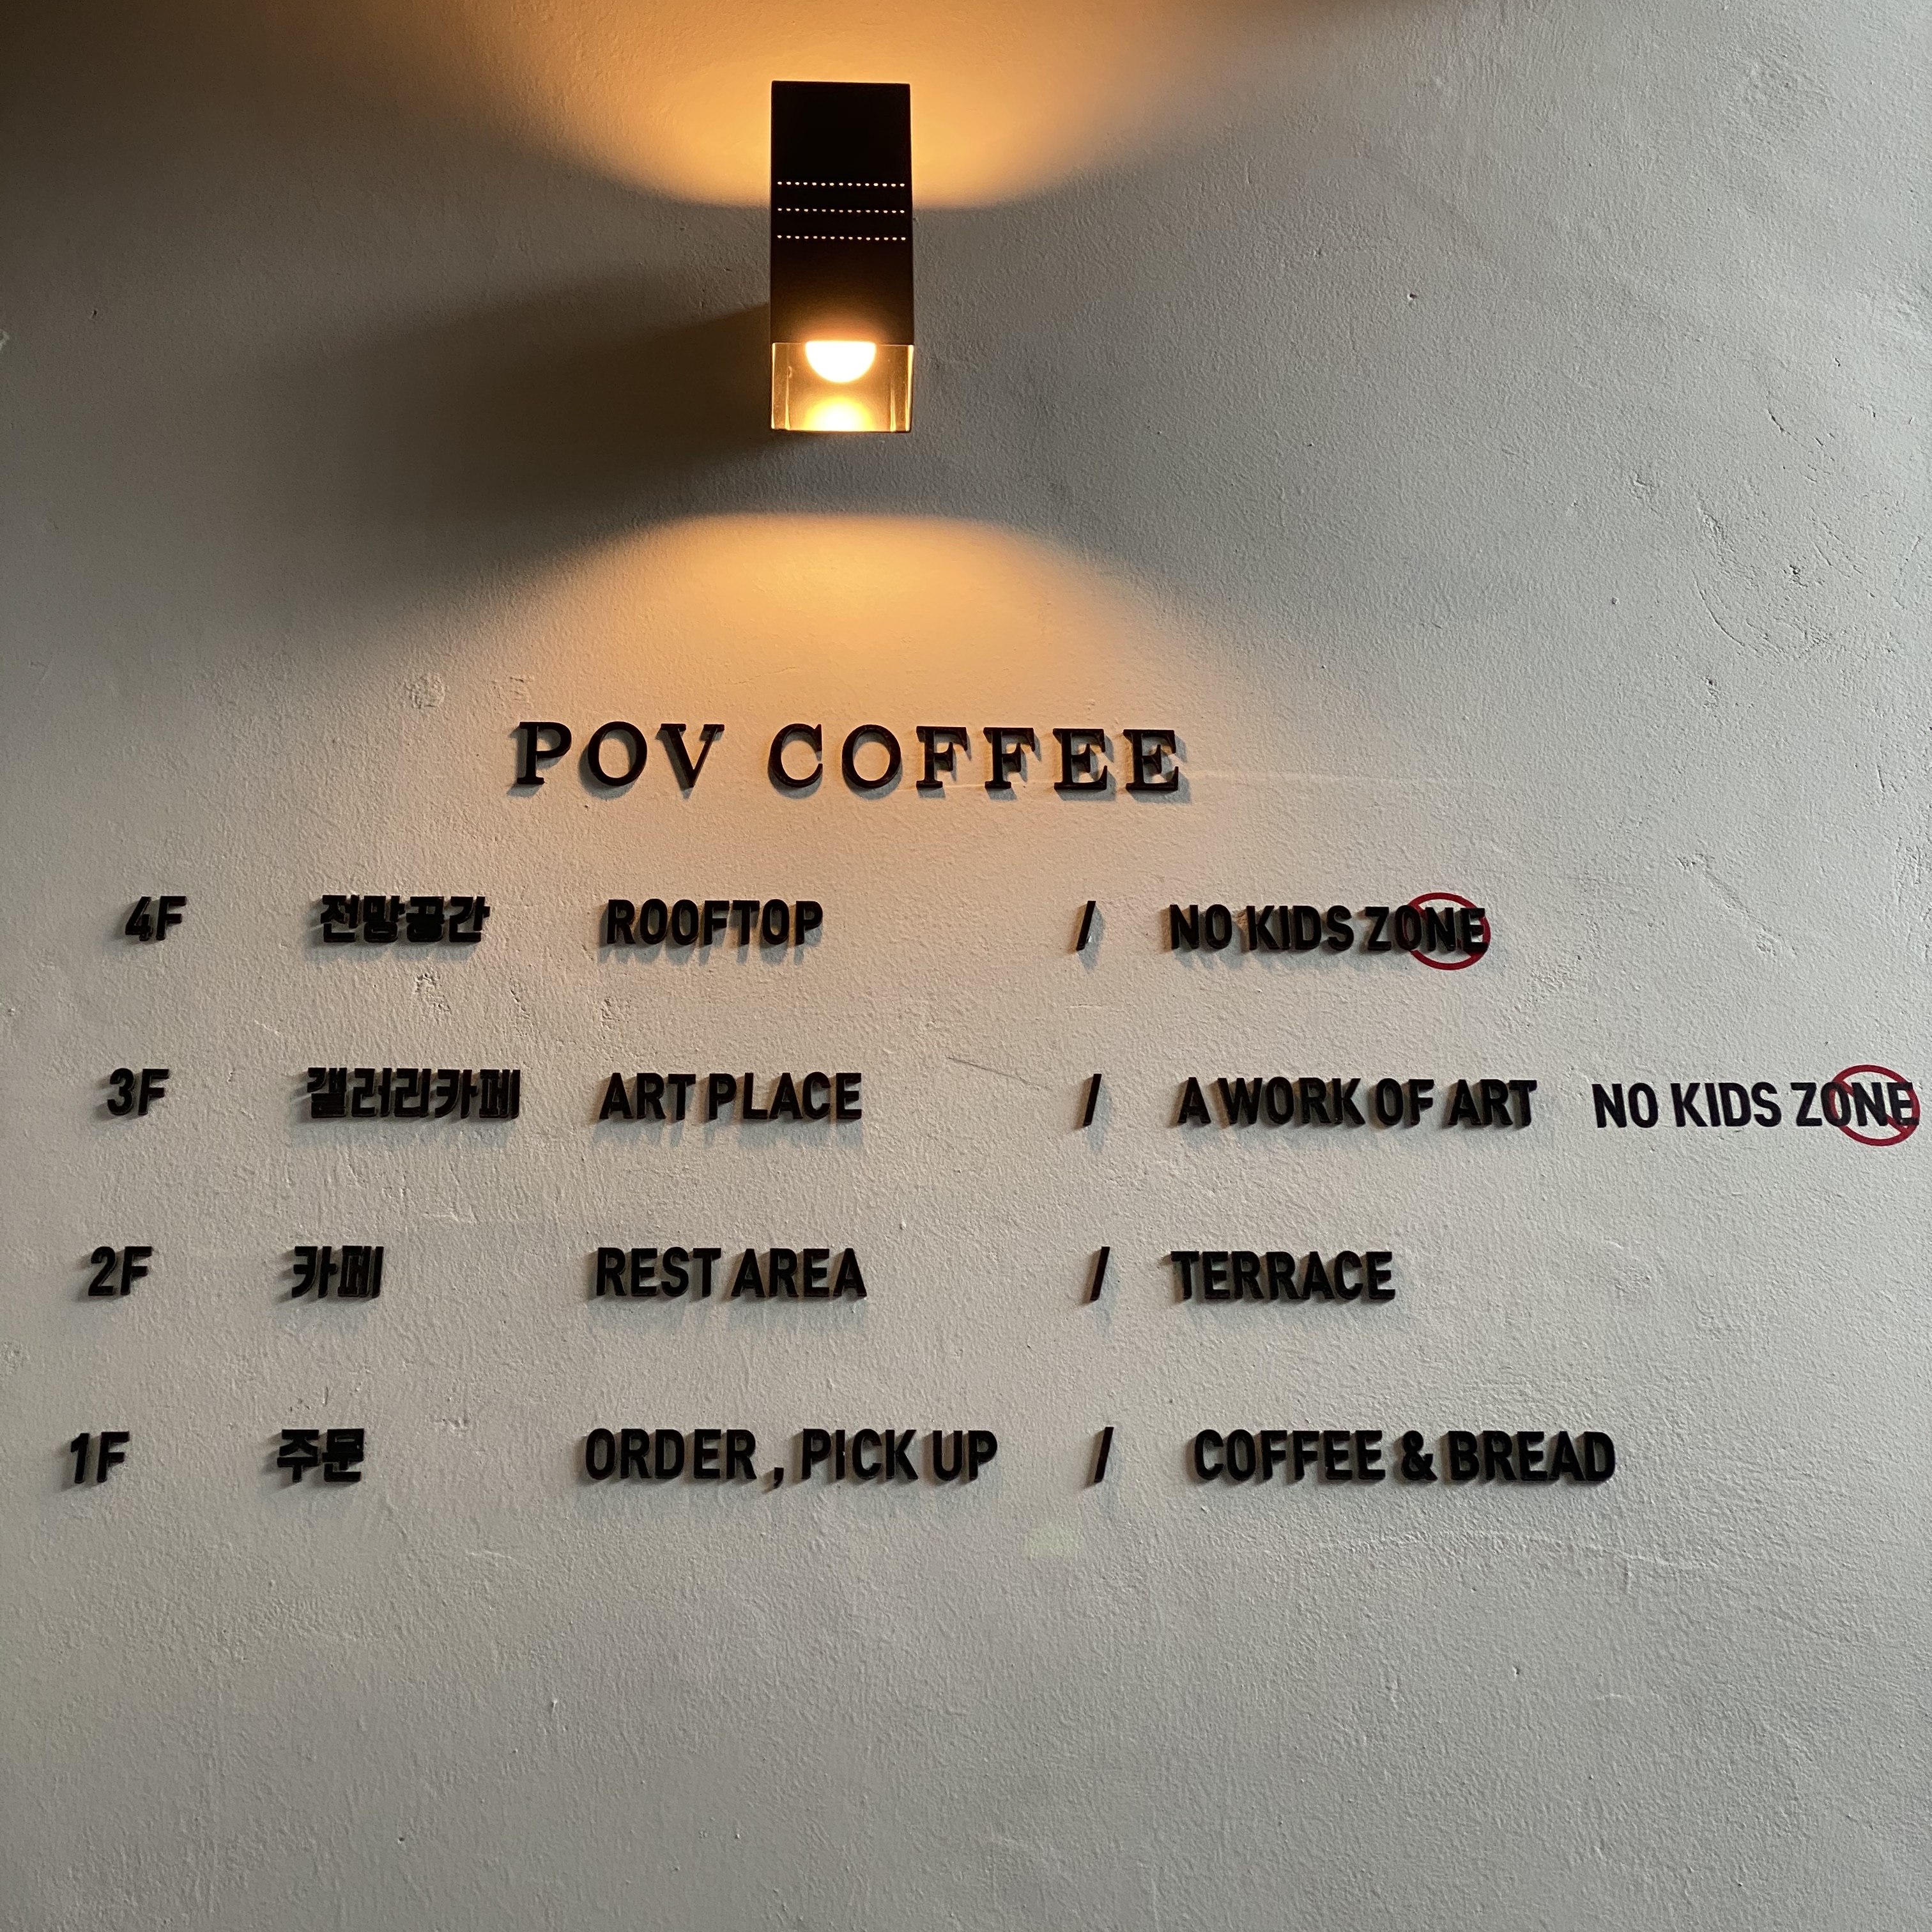 POV COFFEE
4F 전망공간 ROOFTOP / NO KIDS ZONE
3F 갤러리카페 ART PLACE / A WORK OF ART NO KIDS ZONE
2F 카페 REST AREA / TERRACE
1F 주문 ORDER , PICK UP / COFFEE & BREAD